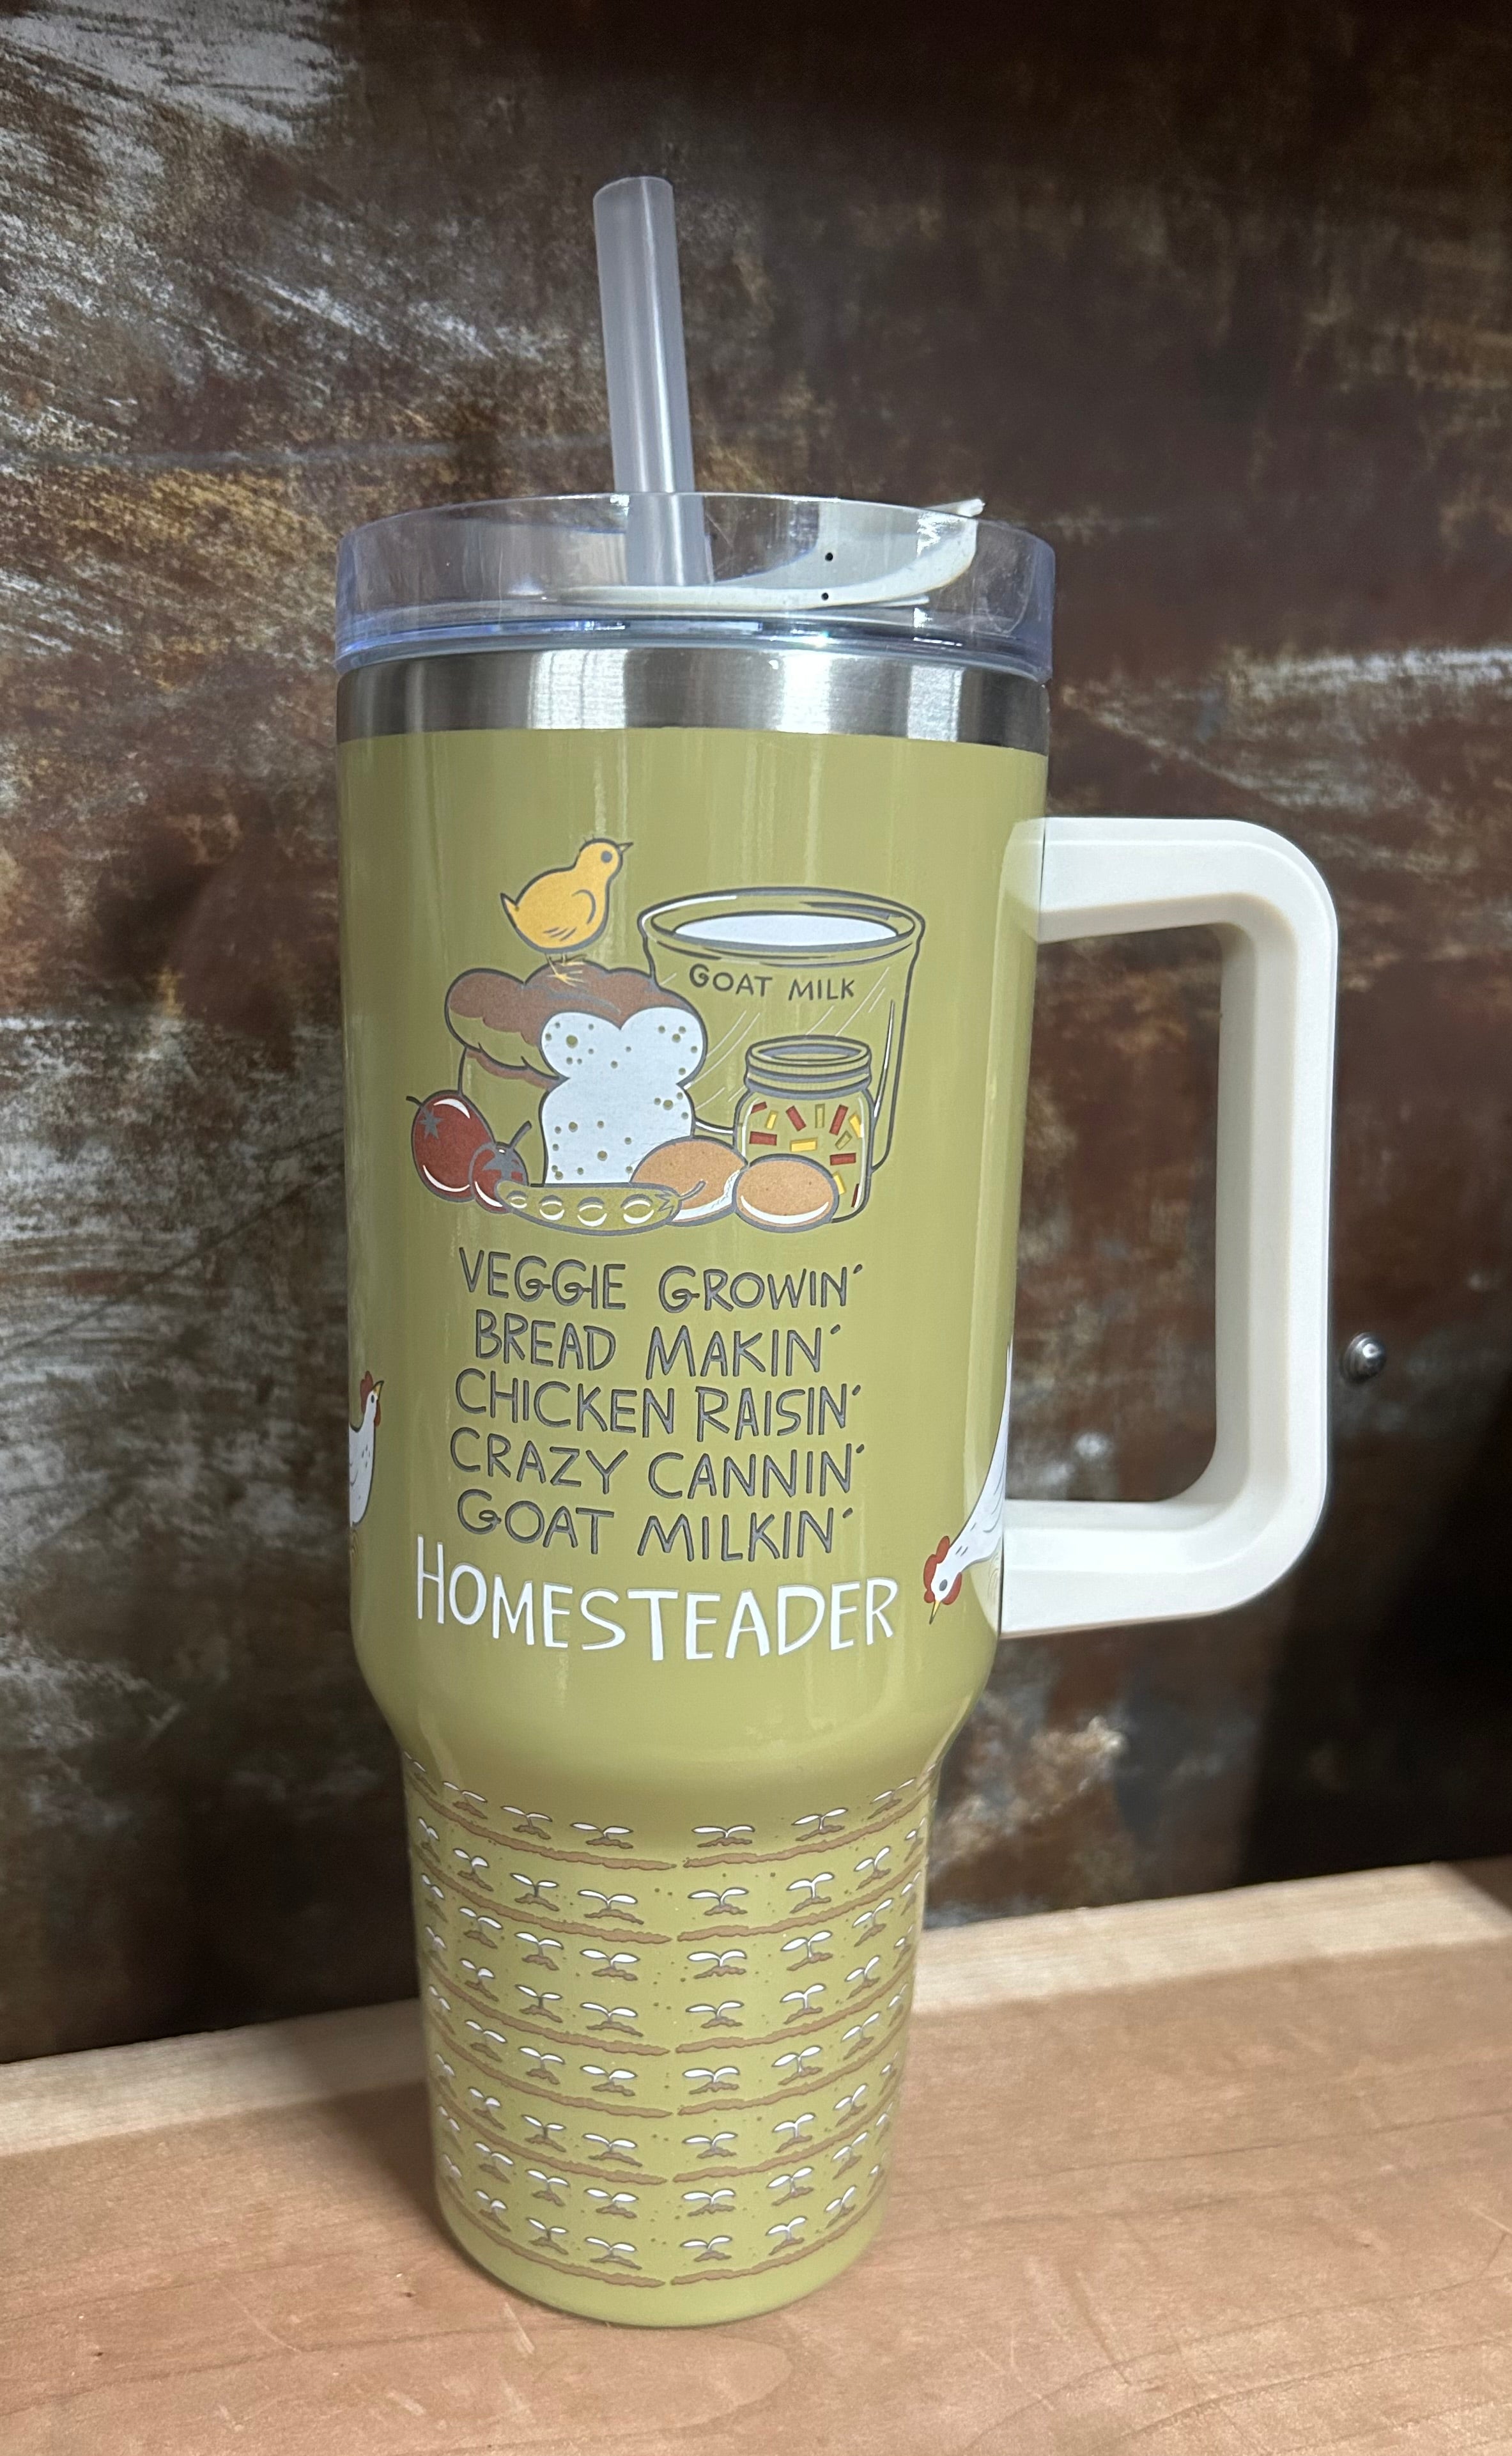 GOAT MILK
VEGGIE GROWIN'
BREAD MAKIN'
CHICKEN RAISIN'
CRAZY CANNIN'
GOAT MILKIN'
HOMESTEADER